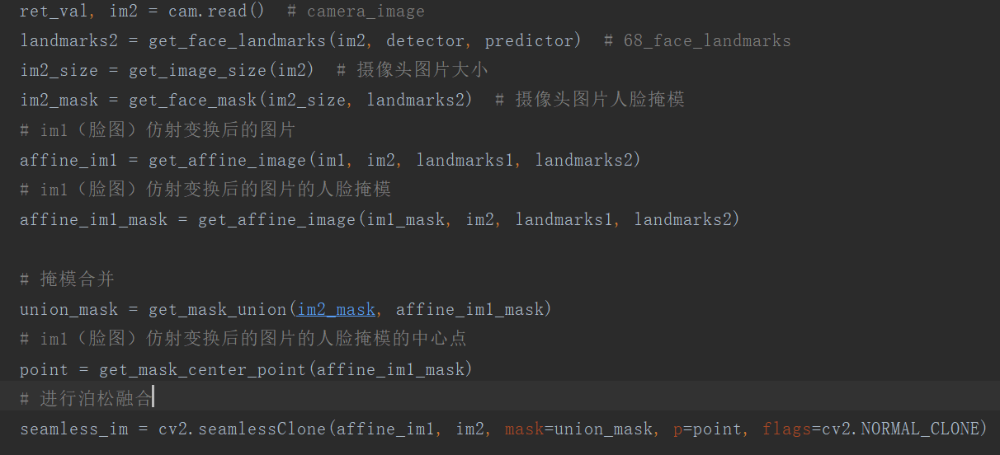 ret_val, im2 = cam.read()  # camera_image
landmarks2 = get_face_landmarks(im2, detector, predictor)  # 68_face_landmarks
im2_size = get_image_size(im2)  # 摄像头图片大小
im2_mask = get_face_mask(im2_size, landmarks2)  # 摄像头图片人脸掩模
# im1（脸图）仿射变换后的图片
affine_im1 = get_affine_image(im1, im2, landmarks1, landmarks2)
# im1（脸图）仿射变换后的图片的人脸掩模
affine_im1_mask = get_affine_image(im1_mask, im2, landmarks1, landmarks2)
# 掩模合并
union_mask = get_mask_union(im2_mask, affine_im1_mask)
# im1（脸图）仿射变换后的图片的人脸掩模的中心点
point = get_mask_center_point(affine_im1_mask)
# 进行泊松融合
seamless_im = cv2.seamlessClone(affine_im1, im2, mask=union_mask, p=point, flags=cv2.NORMAL_CLONE)